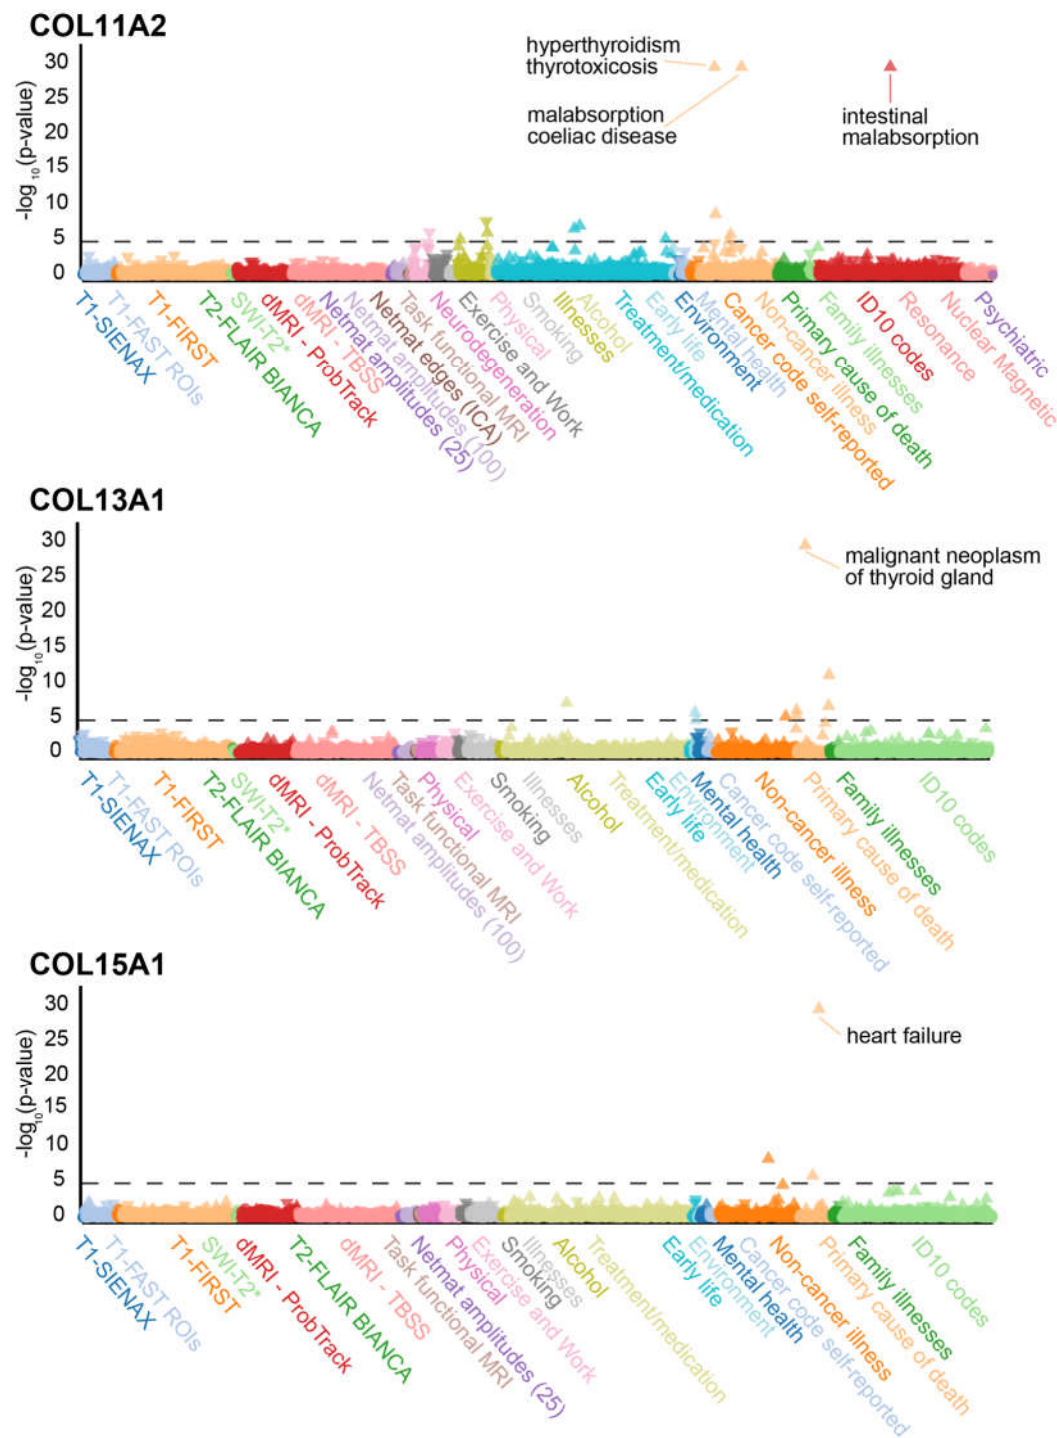 COL11A2
-log₁₀(p-value)
30
25
20
15
10
5
0
hyperthyroidism
thyrotoxicosis
malabsorption
coeliac disease
intestinal
malabsorption
T1-SIENAX
T1-FAST ROIs
T1-FIRST
T2-FLAIR BIANCA
SWI-T2*
dMRI - ProbTrack
dMRI - TBSS
Netmat amplitudes (25)
Netmat amplitudes (100)
Netmat edges (ICA)
Task functional MRI
Neurodegeneration
Exercise and Work
Physical
Smoking
Illnesses
Alcohol
Treatment/medication
Early life
Environment
Mental health
Cancer code self-reported
Non-cancer illness
Primary cause of death
Family illnesses
ID10 codes
Resonance
Nuclear Magnetic
Psychiatric
COL13A1
-log₁₀(p-value)
30
25
20
15
10
5
0
malignant neoplasm
of thyroid gland
T1-SIENAX
T1-FAST ROIs
T1-FIRST
T2-FLAIR BIANCA
SWI-T2*
dMRI - ProbTrack
dMRI - TBSS
Netmat amplitudes (100)
Task functional MRI
Physical
Exercise and Work
Smoking
Illnesses
Alcohol
Treatment/medication
Early life
Environment
Mental health
Cancer code self-reported
Non-cancer illness
Primary cause of death
Family illnesses
ID10 codes
COL15A1
-log₁₀(p-value)
30
25
20
15
10
5
0
heart failure
T1-SIENAX
T1-FAST ROIs
T1-FIRST
SWI-T2*
dMRI - ProbTrack
T2-FLAIR BIANCA
dMRI - TBSS
Task functional MRI
Netmat amplitudes (25)
Physical
Exercise and Work
Smoking
Illnesses
Alcohol
Treatment/medication
Early life
Environment
Mental health
Cancer code self-reported
Non-cancer illness
Primary cause of death
Family illnesses
ID10 codes